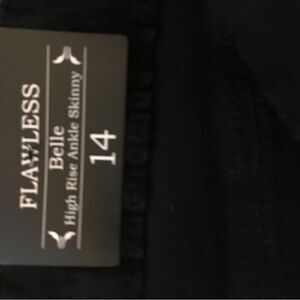 FLAWLESS
Belle
High Rise Ankle Skinny
14